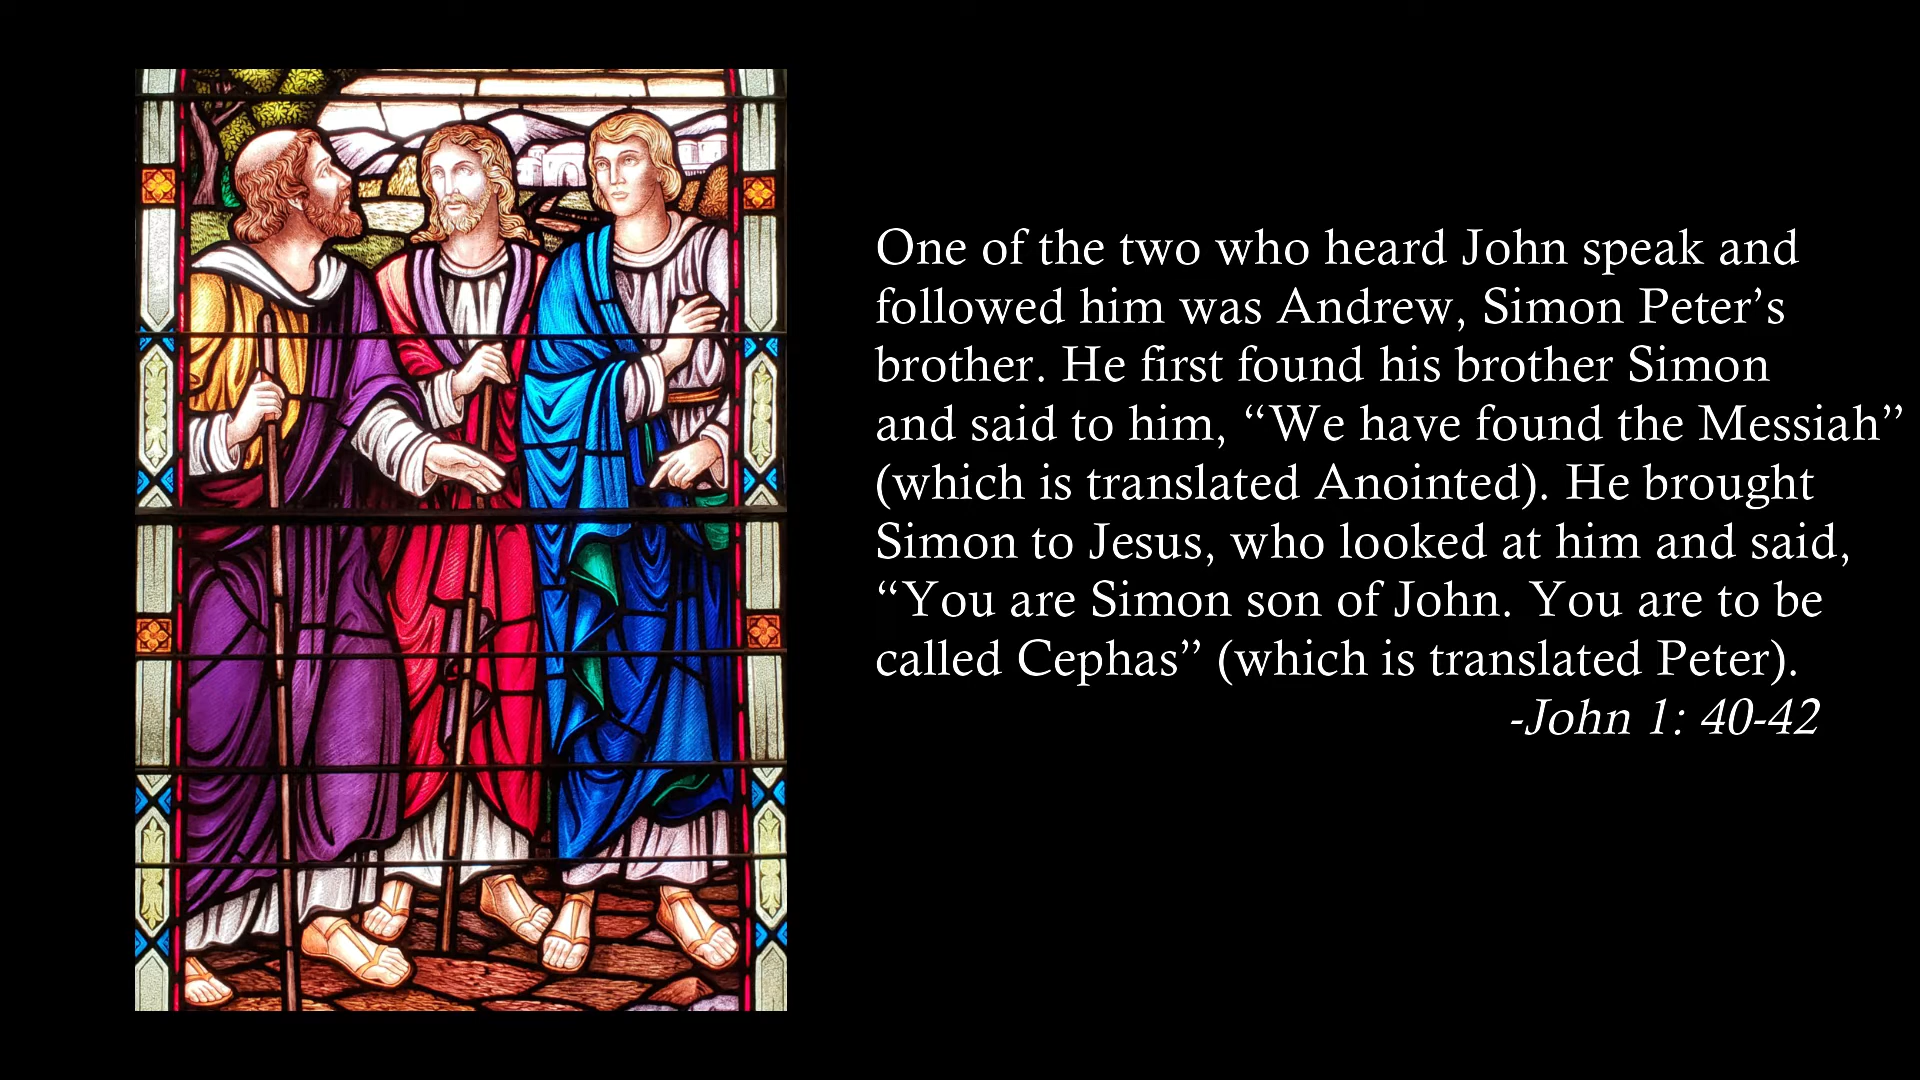 One of the two who heard John speak and
followed him was Andrew, Simon Peter’s
brother. He first found his brother Simon
and said to him, “We have found the Messiah”
(which is translated Anointed). He brought
Simon to Jesus, who looked at him and said,
“You are Simon son of John. You are to be
called Cephas” (which is translated Peter).
-John 1: 40-42